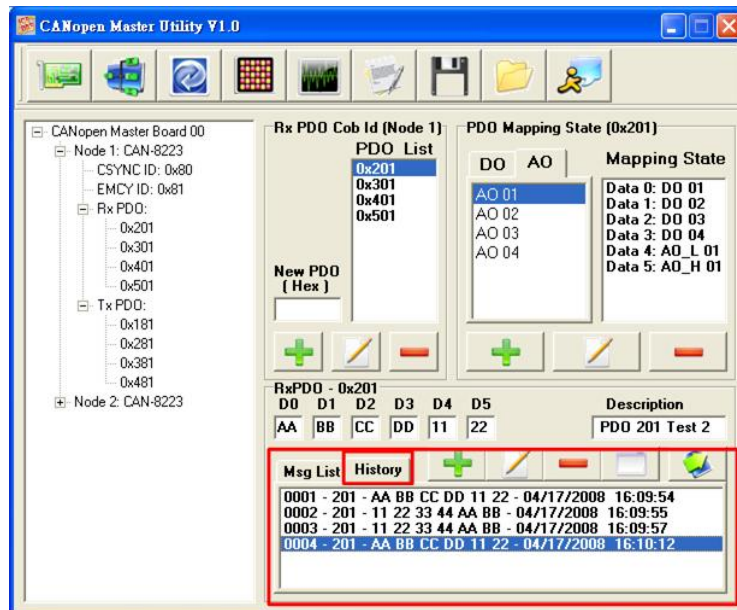 CANopen Master Utility V1.0
CANopen Master Board 00
Node 1: CAN-8223
CSYNC ID: 0x80
EMCY ID: 0x81
Rx PDO:
0x201
0x301
0x401
0x501
Tx PDO:
0x181
0x281
0x381
0x481
Node 2: CAN-8223
Rx PDO Cob Id (Node 1)
PDO List
0x201
0x301
0x401
0x501
New PDO
( Hex )
PDO Mapping State (0x201)
DO AO
AO 01
AO 02
AO 03
AO 04
Mapping State
Data 0: DO 01
Data 1: DO 02
Data 2: DO 03
Data 3: DO 04
Data 4: AO_L 01
Data 5: AO_H 01
RxPDO - 0x201
D0 D1 D2 D3 D4 D5 Description
AA BB CC DD 11 22 PDO 201 Test 2
Msg List History
0001 - 201 - AA BB CC DD 11 22 - 04/17/2008 16:09:54
0002 - 201 - 11 22 33 44 AA BB - 04/17/2008 16:09:55
0003 - 201 - 11 22 33 44 AA BB - 04/17/2008 16:09:57
0004 - 201 - AA BB CC DD 11 22 - 04/17/2008 16:10:12